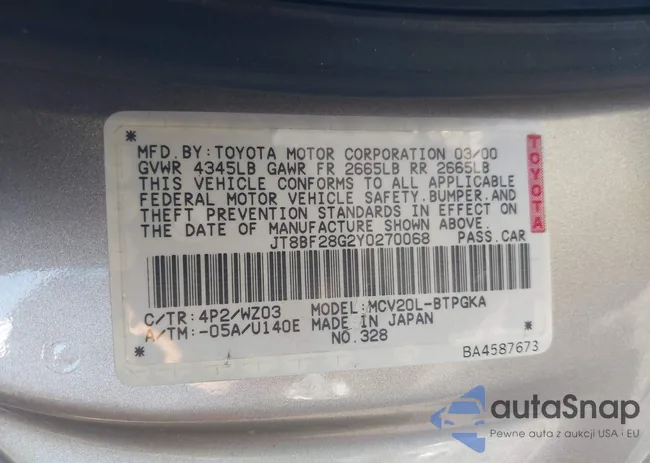 MFD. BY: TOYOTA MOTOR CORPORATION 03/00
GVWR 4345LB GAWR FR 2665LB RR 2665LB
THIS VEHICLE CONFORMS TO ALL APPLICABLE
FEDERAL MOTOR VEHICLE SAFETY, BUMPER, AND
THEFT PREVENTION STANDARDS IN EFFECT ON
THE DATE OF MANUFACTURE SHOWN ABOVE.
JT8BF28G2Y0270068 PASS. CAR
TOYOTA
C/TR: 4P2/WZ03 MODEL: MCV20L-BTPGKA
A/TM: -05A/U140E MADE IN JAPAN
NO. 328
BA4587673
autaSnap
Pewne auta z aukcji USA i EU